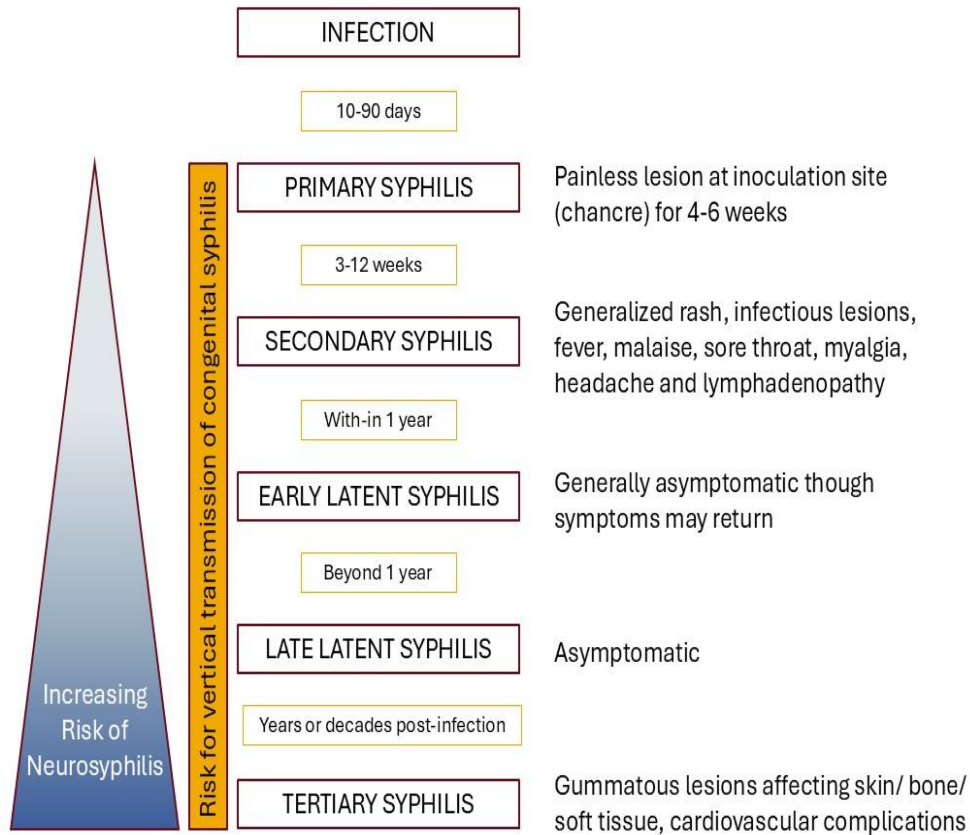 INFECTION
10-90 days
PRIMARY SYPHILIS
Painless lesion at inoculation site
(chancre) for 4-6 weeks
3-12 weeks
SECONDARY SYPHILIS
Generalized rash, infectious lesions,
fever, malaise, sore throat, myalgia,
headache and lymphadenopathy
With-in 1 year
EARLY LATENT SYPHILIS
Generally asymptomatic though
symptoms may return
Beyond 1 year
LATE LATENT SYPHILIS
Asymptomatic
Years or decades post-infection
TERTIARY SYPHILIS
Gummatous lesions affecting skin/ bone/
soft tissue, cardiovascular complications
Risk for vertical transmission of congenital syphilis
Increasing
Risk of
Neurosyphilis